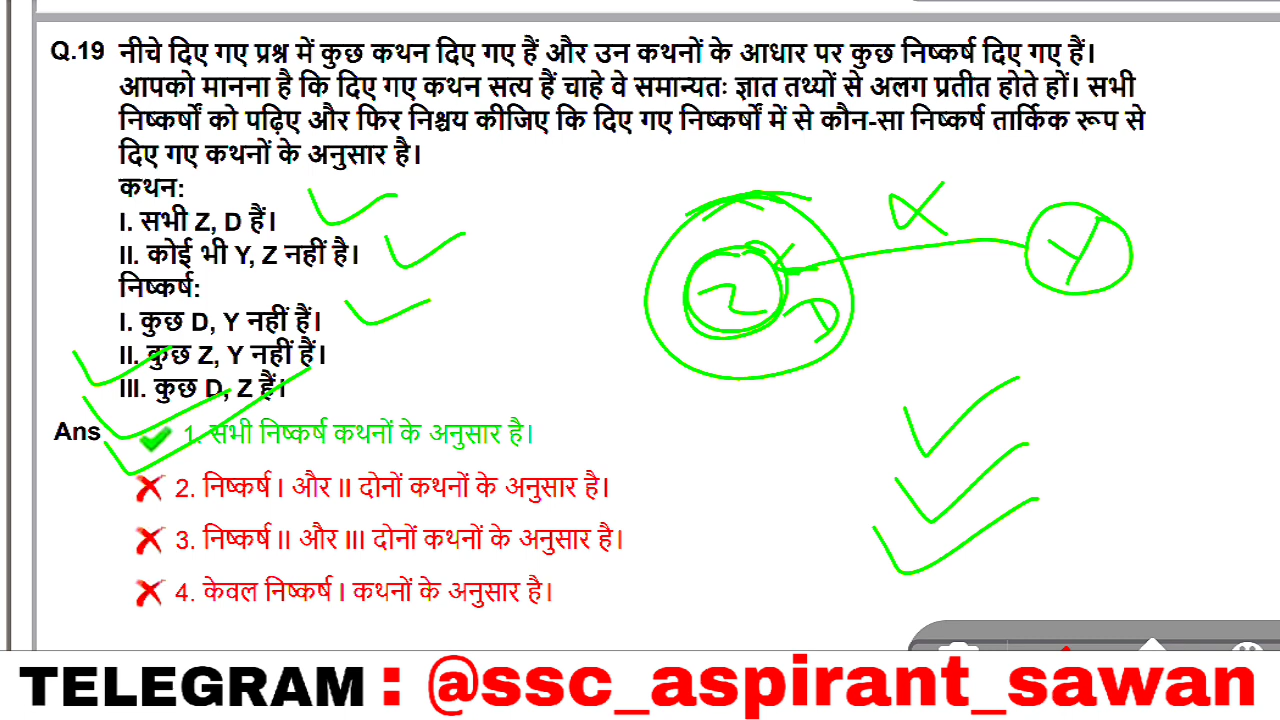 Q.19 नीचे दिए गए प्रश्न में कुछ कथन दिए गए हैं और उन कथनों के आधार पर कुछ निष्कर्ष दिए गए हैं।
आपको मानना है कि दिए गए कथन सत्य हैं चाहे वे समान्यतः ज्ञात तथ्यों से अलग प्रतीत होते हों। सभी
निष्कर्षों को पढ़िए और फिर निश्चय कीजिए कि दिए गए निष्कर्षों में से कौन-सा निष्कर्ष तार्किक रूप से
दिए गए कथनों के अनुसार है।
कथन:
I. सभी Z, D हैं।
II. कोई भी Y, Z नहीं है।
निष्कर्ष:
I. कुछ D, Y नहीं हैं।
II. कुछ Z, Y नहीं हैं।
III. कुछ D, Z हैं।
Z
D
Y
Ans 1. सभी निष्कर्ष कथनों के अनुसार है।
2. निष्कर्ष I और II दोनों कथनों के अनुसार है।
3. निष्कर्ष II और III दोनों कथनों के अनुसार है।
4. केवल निष्कर्ष I कथनों के अनुसार है।
TELEGRAM : @ssc_aspirant_sawan